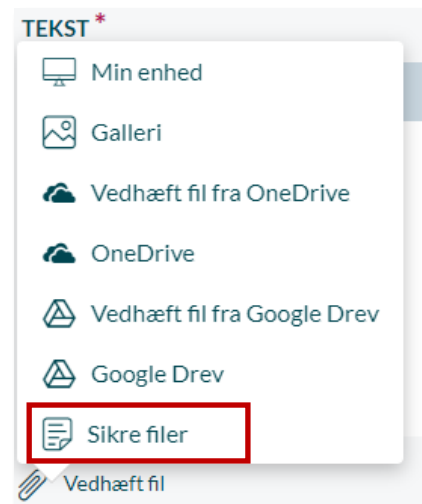 TEKST *
Min enhed
Galleri
Vedhæft fil fra OneDrive
OneDrive
Vedhæft fil fra Google Drev
Google Drev
Sikre filer
Vedhæft fil